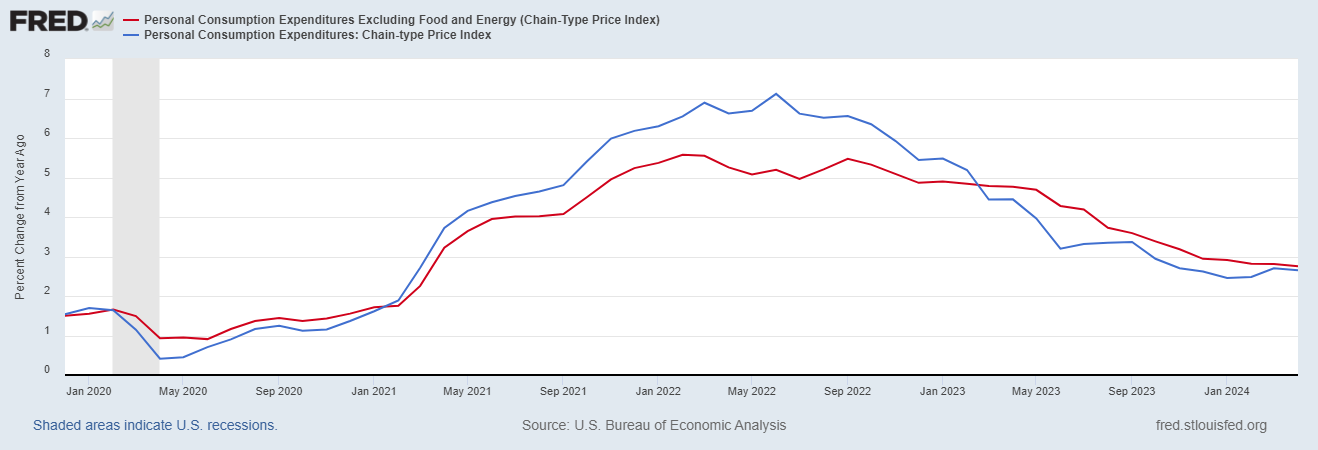 FRED
Personal Consumption Expenditures Excluding Food and Energy (Chain-Type Price Index)
Personal Consumption Expenditures: Chain-type Price Index
Percent Change from Year Ago
8
7
6
5
4
3
2
1
0
Jan 2020 May 2020 Sep 2020 Jan 2021 May 2021 Sep 2021 Jan 2022 May 2022 Sep 2022 Jan 2023 May 2023 Sep 2023 Jan 2024
Shaded areas indicate U.S. recessions. Source: U.S. Bureau of Economic Analysis fred.stlouisfed.org